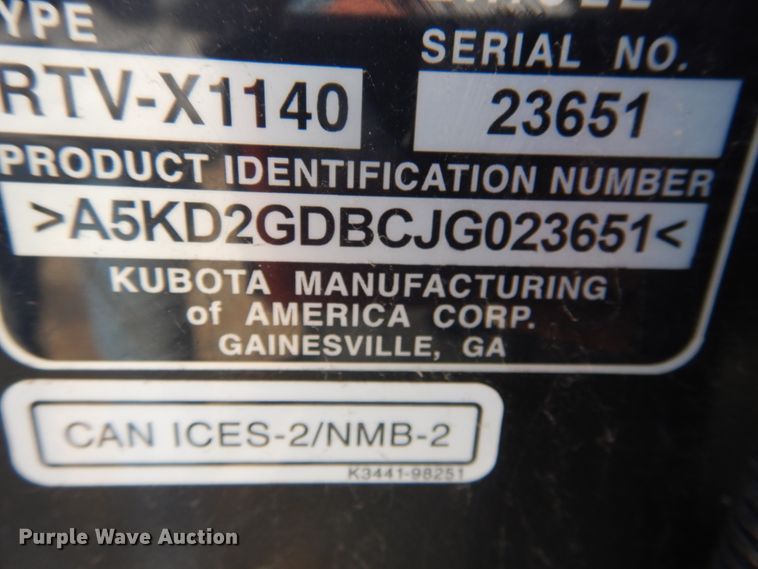 YPE
SERIAL NO.
RTV-X1140
23651
PRODUCT IDENTIFICATION NUMBER
>A5KD2GDBCJG023651<
KUBOTA MANUFACTURING
of AMERICA CORP.
GAINESVILLE, GA
CAN ICES-2/NMB-2
K3441-98251
Purple Wave Auction